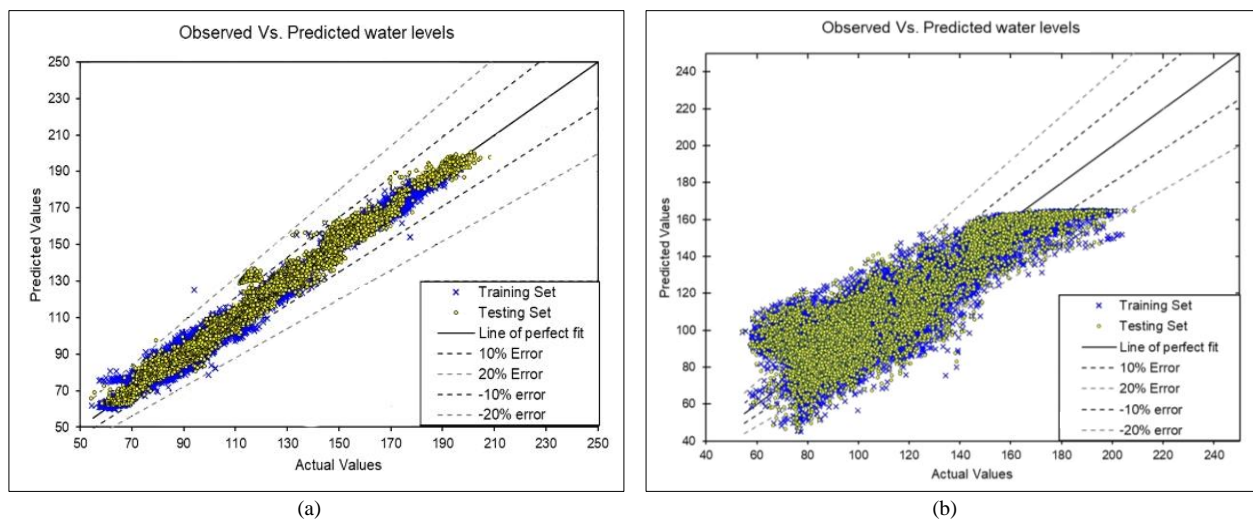 Observed Vs. Predicted water levels
250
230
210
190
170
150
130
110
90
70
50
Predicted Values
Training Set
Testing Set
Line of perfect fit
10% Error
20% Error
-10% error
-20% error
50 70 90 110 130 150 170 190 210 230 250
Actual Values
(a)
Observed Vs. Predicted water levels
240
220
200
180
160
140
120
100
80
60
40
Predicted Values
Training Set
Testing Set
Line of perfect fit
10% Error
20% Error
-10% error
-20% error
40 60 80 100 120 140 160 180 200 220 240
Actual Values
(b)